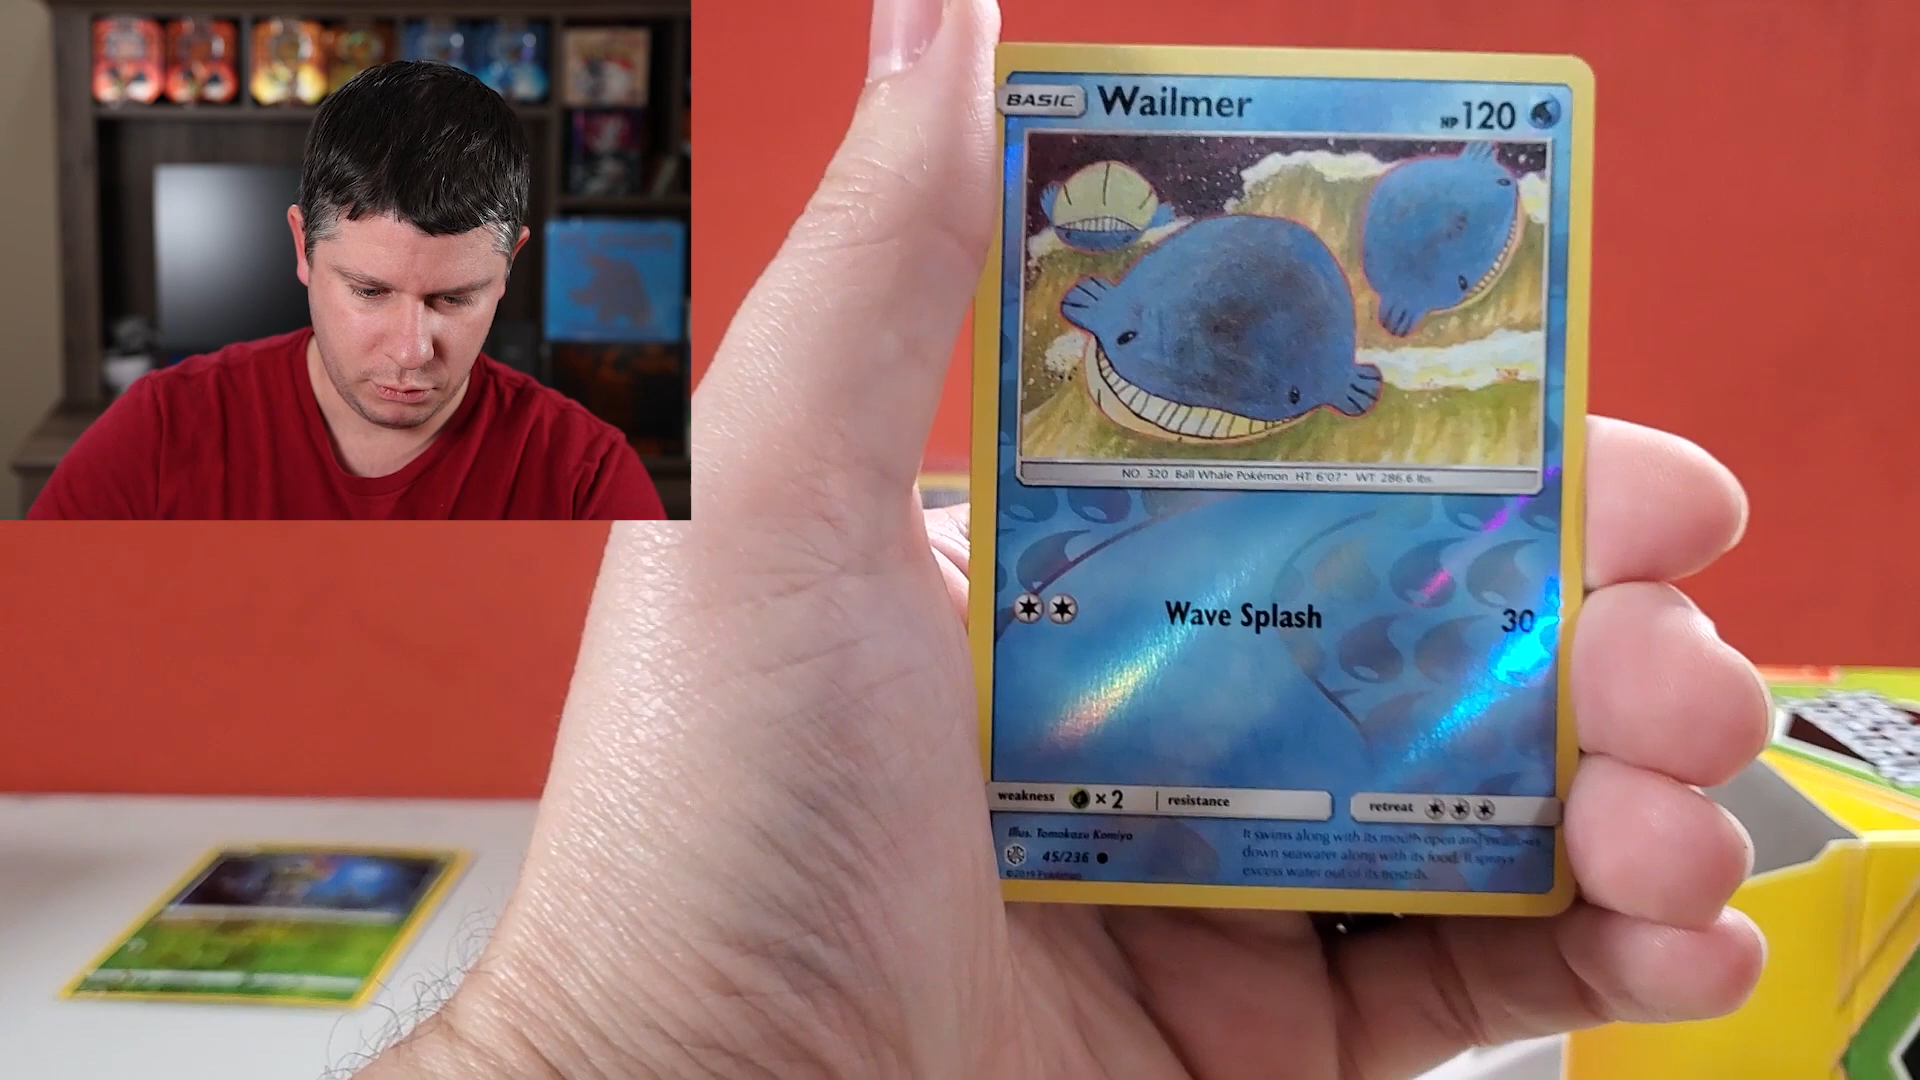 BASIC Wailmer HP 120
NO. 320 Ball Whale Pokémon HT: 6'07" WT: 286.6 lbs.
Wave Splash 30
weakness ×2 resistance retreat
Illus. Tomokazu Komiya
45/236
©2019 Pokémon
It swims along with its mouth open and swallows
down seawater along with its food. It sprays
excess water out of its nostrils.